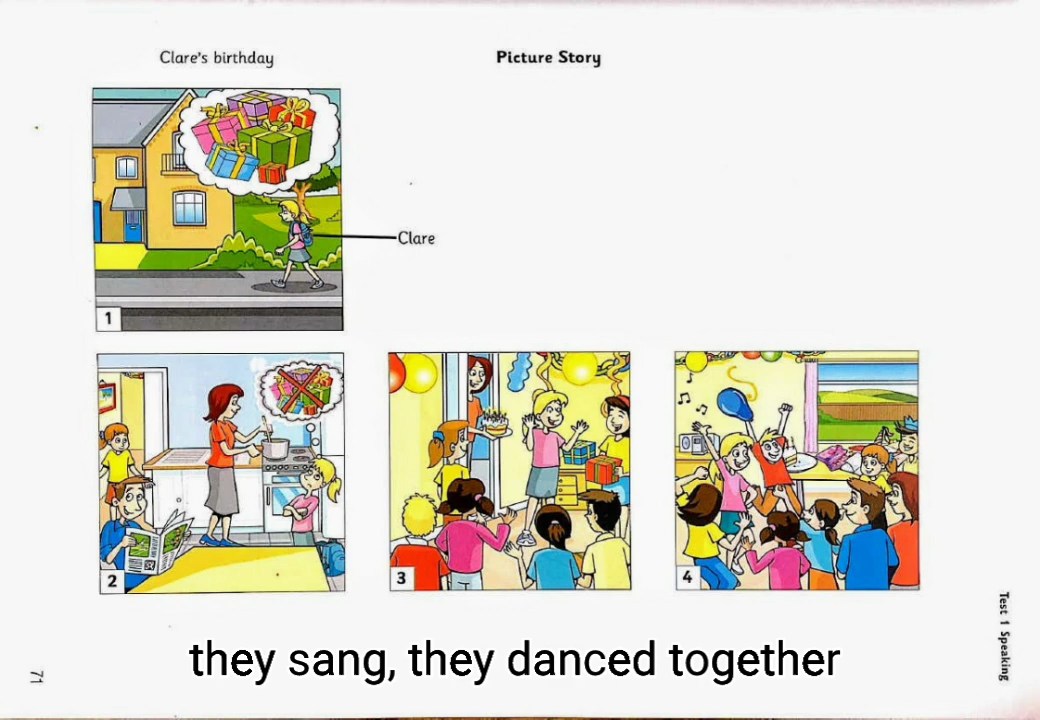 Clare's birthday
Picture Story
Clare
1
2
3
4
they sang, they danced together
Test 1 Speaking
71